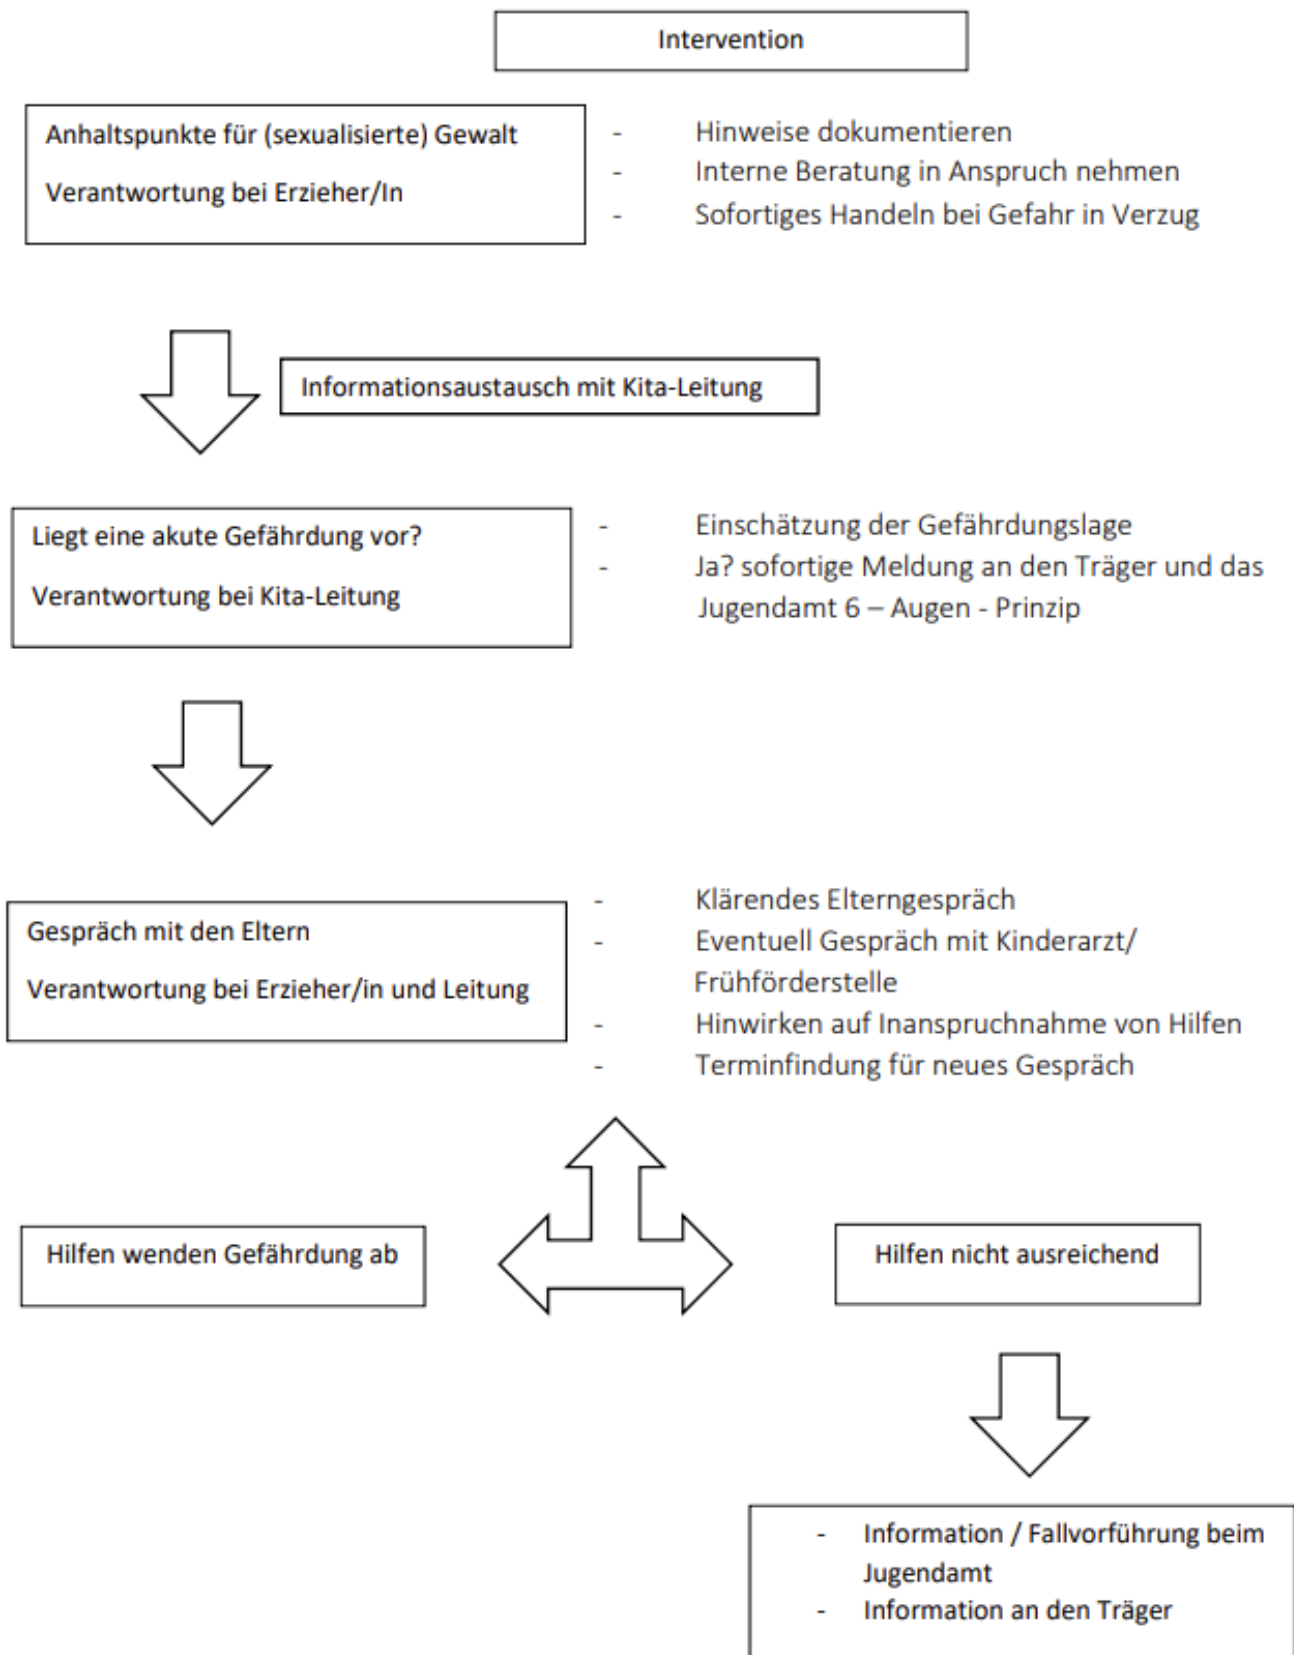 Intervention
Anhaltspunkte für (sexualisierte) Gewalt
Verantwortung bei Erzieher/In
- Hinweise dokumentieren
- Interne Beratung in Anspruch nehmen
- Sofortiges Handeln bei Gefahr in Verzug
Informationsaustausch mit Kita-Leitung
Liegt eine akute Gefährdung vor?
Verantwortung bei Kita-Leitung
- Einschätzung der Gefährdungslage
- Ja? sofortige Meldung an den Träger und das
Jugendamt 6 – Augen - Prinzip
Gespräch mit den Eltern
Verantwortung bei Erzieher/in und Leitung
- Klärendes Elterngespräch
- Eventuell Gespräch mit Kinderarzt/
Frühförderstelle
- Hinwirken auf Inanspruchnahme von Hilfen
- Terminfindung für neues Gespräch
Hilfen wenden Gefährdung ab
Hilfen nicht ausreichend
- Information / Fallvorführung beim
Jugendamt
- Information an den Träger